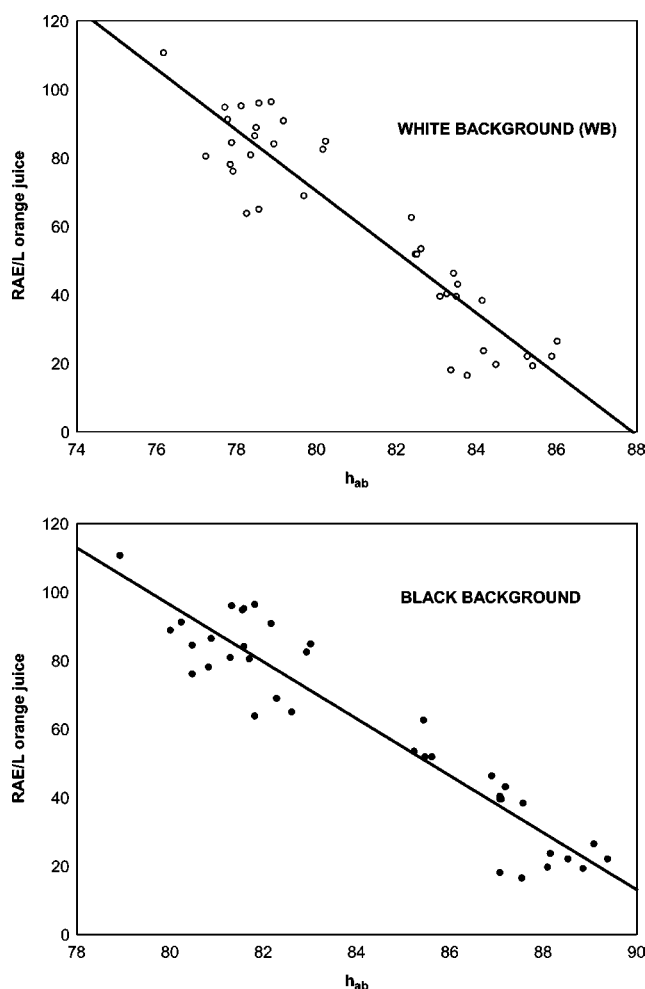 120
100
80
60
40
20
0
RAE/L orange juice
WHITE BACKGROUND (WB)
74 76 78 80 82 84 86 88
h_ab
120
100
80
60
40
20
0
RAE/L orange juice
BLACK BACKGROUND
78 80 82 84 86 88 90
h_ab